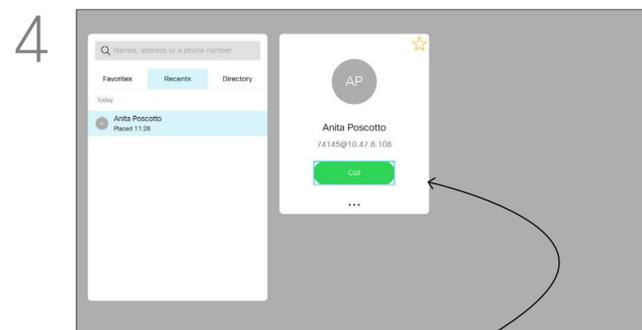 4
Names, address or a phone number
Favorites Recents Directory
Today
AP Anita Poscotto
Placed 11:28
AP
Anita Poscotto
74145@10.47.8.108
Call
...